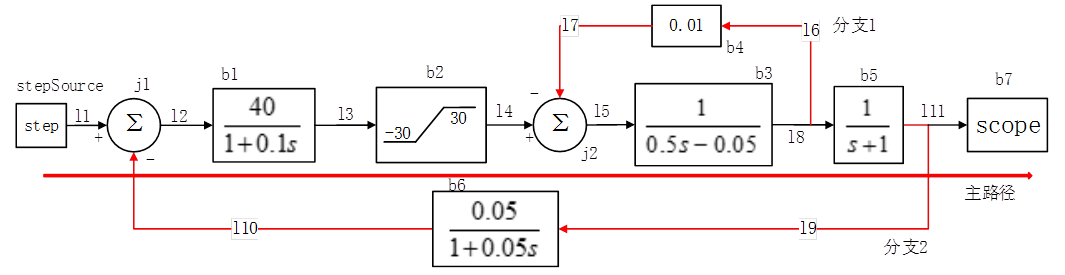 l7
0.01
l6
分支1
b4
stepSource
j1
b1
b2
b3
b5
b7
step
l1
+
−
Σ
l2
40
1+0.1s
l3
−30
30
l4
−
+
Σ
j2
l5
1
0.5s−0.05
l8
1
s+1
l11
scope
主路径
b6
0.05
1+0.05s
l10
l9
分支2